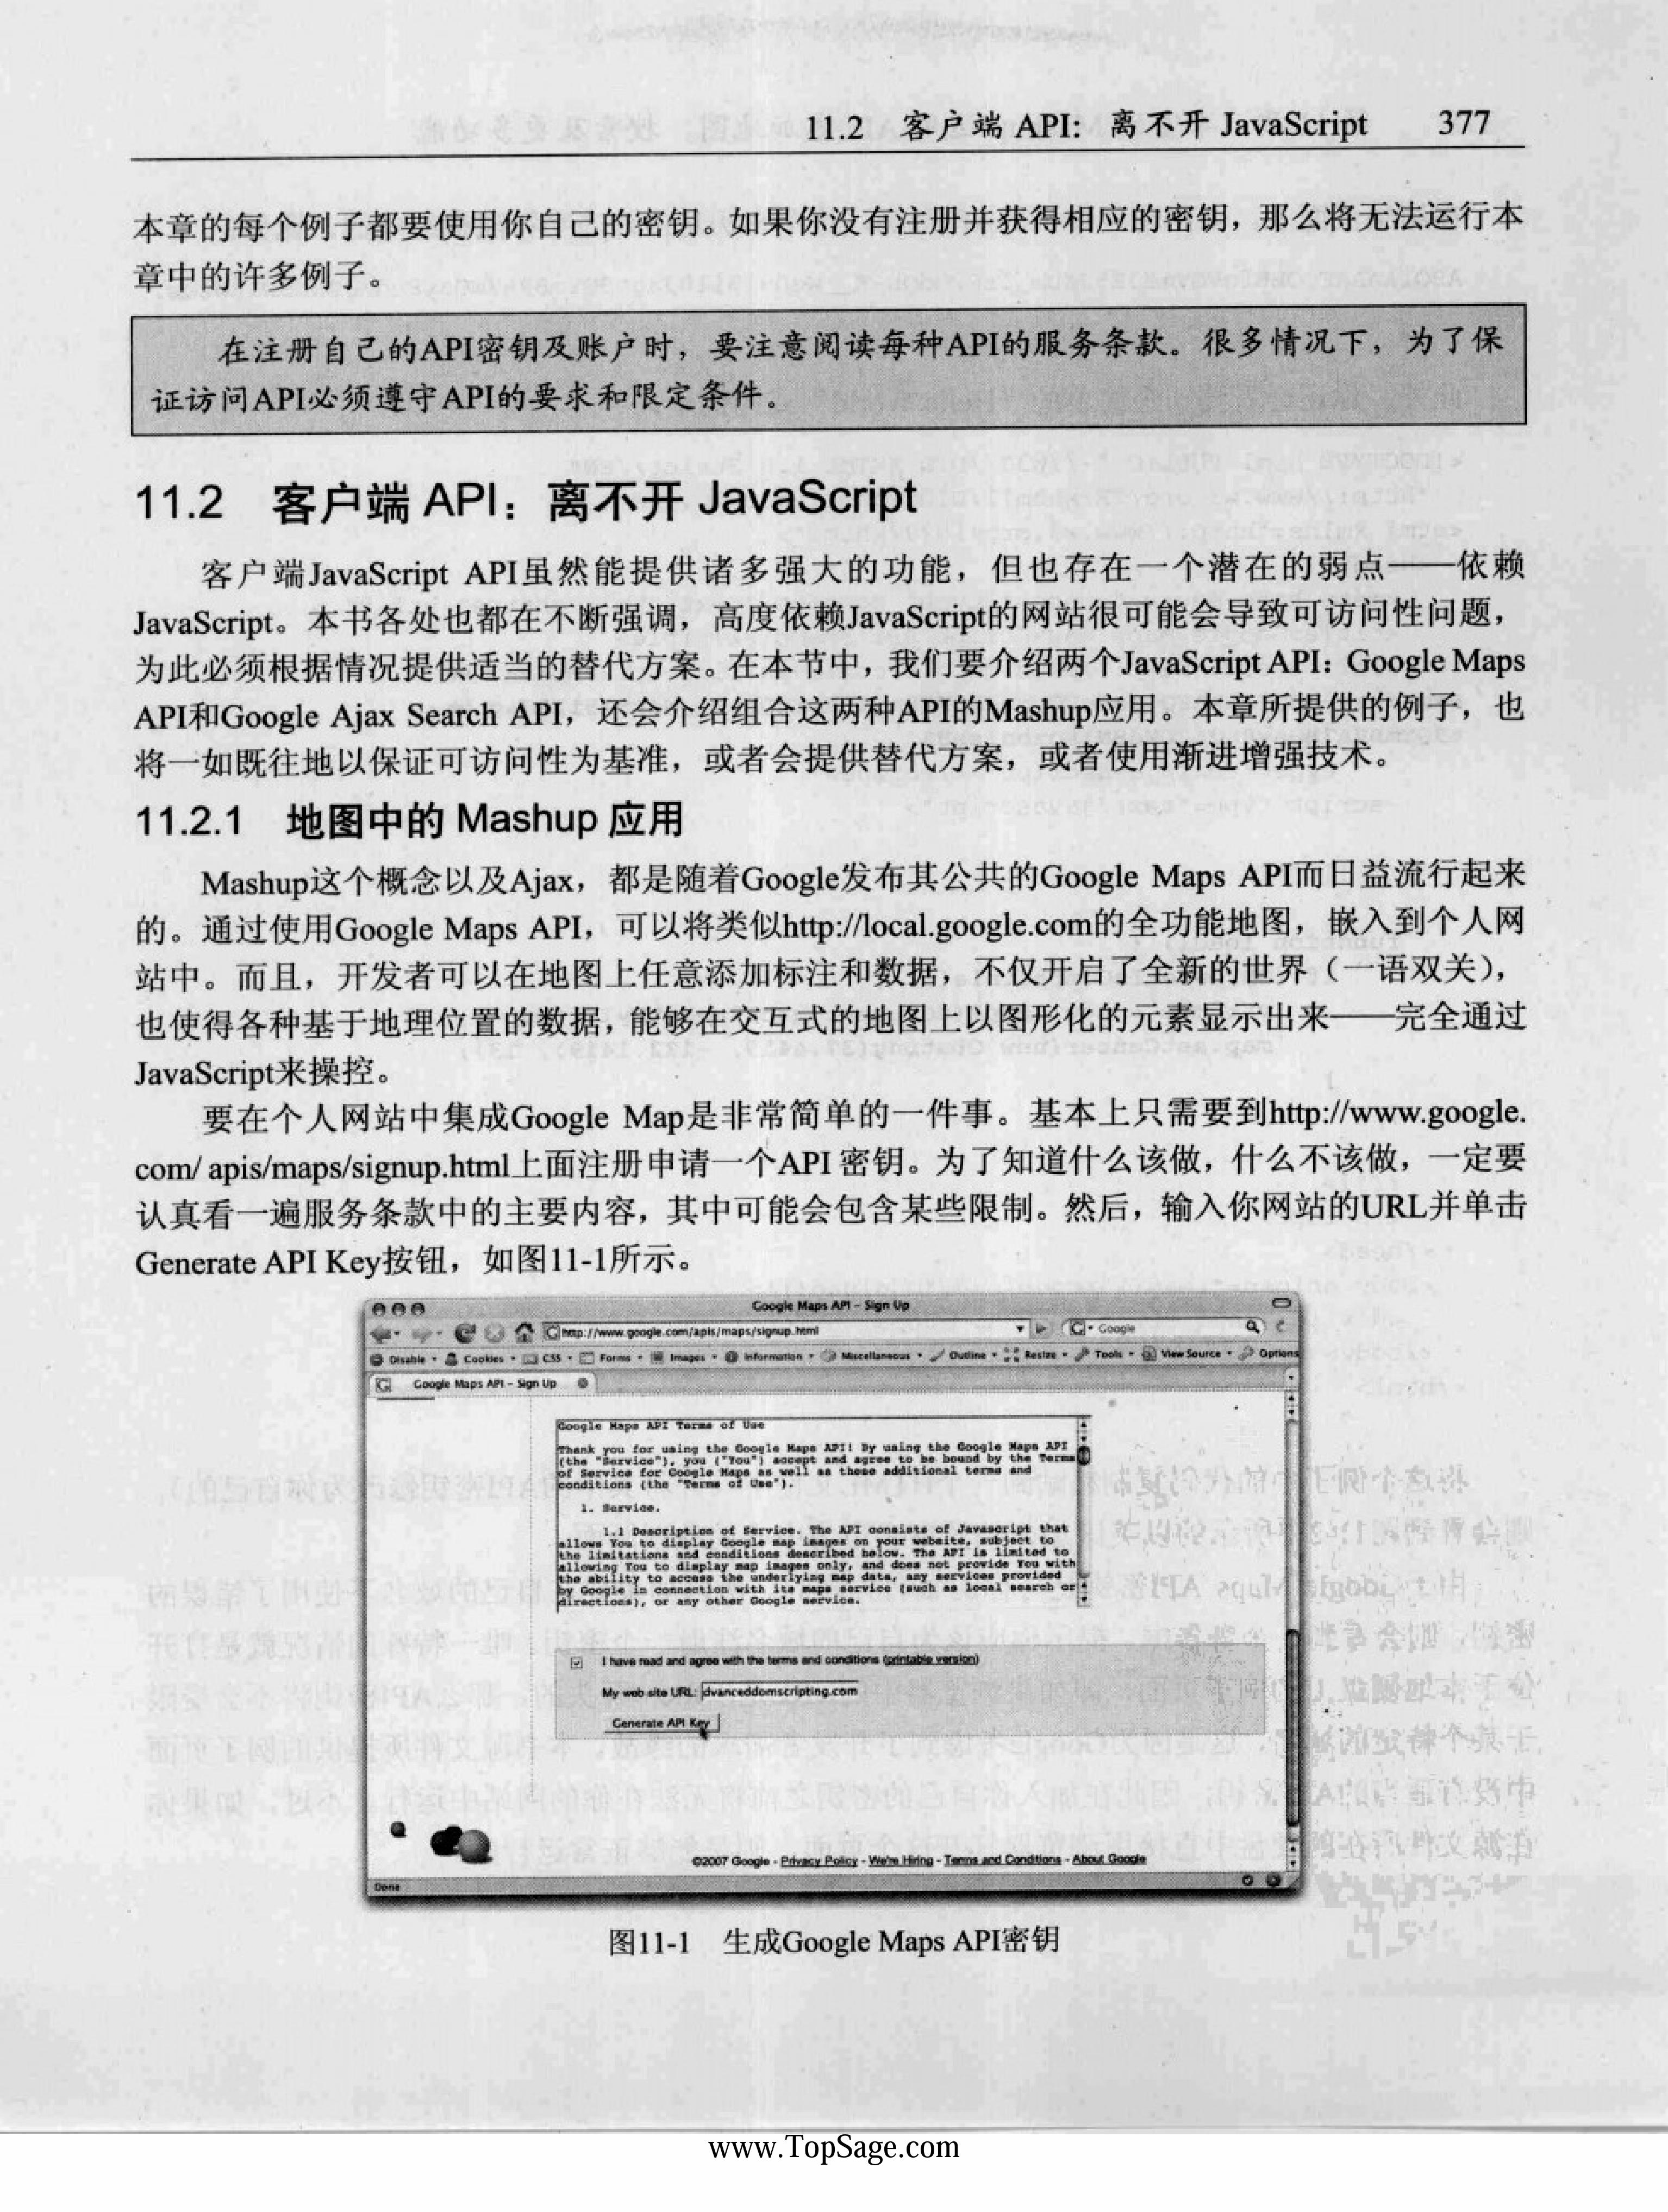 11.2 客户端 API: 离不开 JavaScript 377
本章的每个例子都要使用你自己的密钥。如果你没有注册并获得相应的密钥，那么将无法运行本
章中的许多例子。
在注册自己的API密钥及账户时，要注意阅读每种API的服务条款。很多情况下，为了保
证访问API必须遵守API的要求和限定条件。
11.2 客户端 API：离不开 JavaScript
客户端JavaScript API虽然能提供诸多强大的功能，但也存在一个潜在的弱点——依赖
JavaScript。本书各处也都在不断强调，高度依赖JavaScript的网站很可能会导致可访问性问题，
为此必须根据情况提供适当的替代方案。在本节中，我们要介绍两个JavaScript API：Google Maps
API和Google Ajax Search API，还会介绍组合这两种API的Mashup应用。本章所提供的例子，也
将一如既往地以保证可访问性为基准，或者会提供替代方案，或者使用渐进增强技术。
11.2.1 地图中的 Mashup 应用
Mashup这个概念以及Ajax，都是随着Google发布其公共的Google Maps API而日益流行起来
的。通过使用Google Maps API，可以将类似http://local.google.com的全功能地图，嵌入到个人网
站中。而且，开发者可以在地图上任意添加标注和数据，不仅开启了全新的世界（一语双关），
也使得各种基于地理位置的数据，能够在交互式的地图上以图形化的元素显示出来——完全通过
JavaScript来操控。
要在个人网站中集成Google Map是非常简单的一件事。基本上只需要到http://www.google.
com/ apis/maps/signup.html上面注册申请一个API 密钥。为了知道什么该做，什么不该做，一定要
认真看一遍服务条款中的主要内容，其中可能会包含某些限制。然后，输入你网站的URL并单击
Generate API Key按钮，如图11-1所示。
Google Maps API – Sign Up
http://www.google.com/apis/maps/signup.html Google
Disable Cookies CSS Forms Images Information Miscellaneous Outline Resize Tools View Source Options
Google Maps API – Sign Up
Google Maps API Terms of Use
Thank you for using the Google Maps API! By using the Google Maps API
(the "Service"), you ("You") accept and agree to be bound by the Terms
of Service for Google Maps as well as these additional terms and
conditions (the "Terms of Use").
1. Service.
1.1 Description of Service. The API consists of Javascript that
allows You to display Google map images on your website, subject to
the limitations and conditions described below. The API is limited to
allowing You to display map images only, and does not provide You with
the ability to access the underlying map data, any services provided
by Google in connection with its maps service (such as local search or
directions), or any other Google service.
I have read and agree with the terms and conditions (printable version)
My web site URL: dvanceddomscripting.com
Generate API Key
©2007 Google - Privacy Policy - We're Hiring - Terms and Conditions - About Google
Done
图11-1 生成Google Maps API密钥
www.TopSage.com